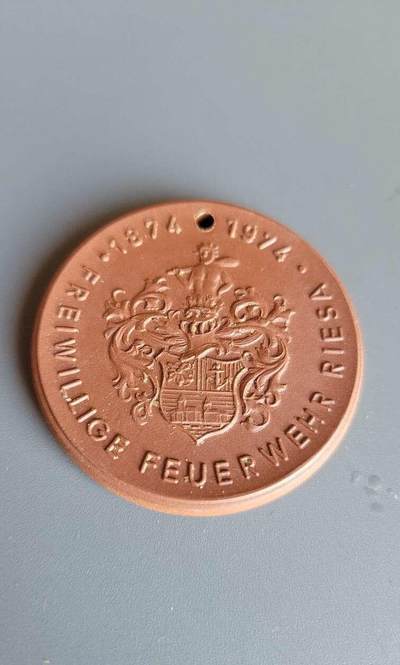 · 1874 1974 ·
FREIWILLIGE FEUERWEHR RIESA